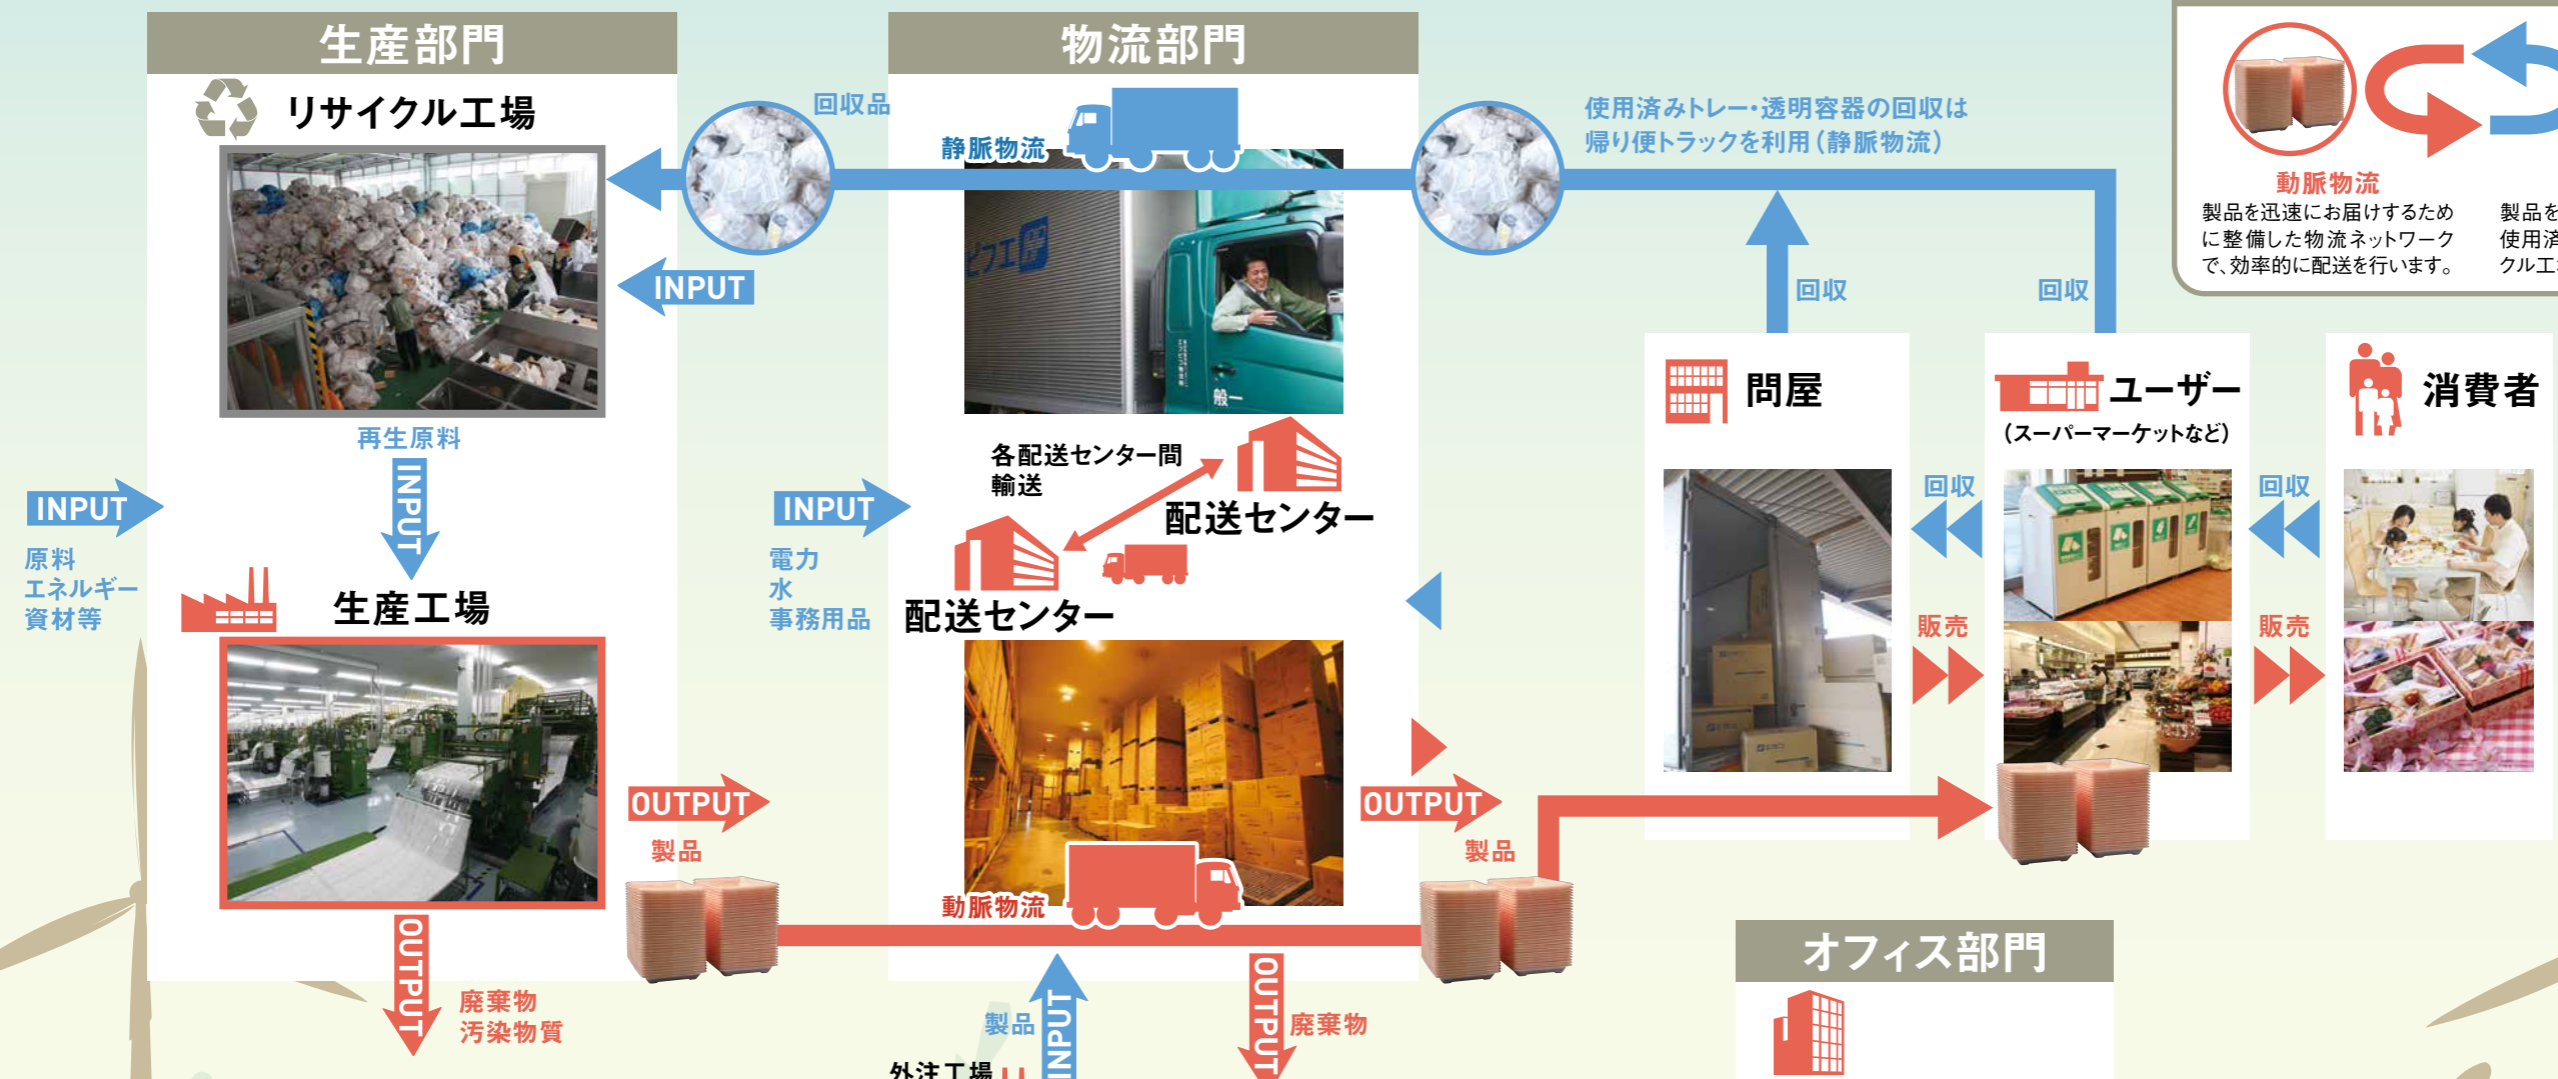 生産部門
リサイクル工場
再生原料
INPUT
INPUT
INPUT
原料
エネルギー
資材等
生産工場
OUTPUT
製品
OUTPUT
廃棄物
汚染物質
物流部門
回収品
静脈物流
ピフエ
般一
各配送センター間
輸送
配送センター
配送センター
INPUT
電力
水
事務用品
動脈物流
OUTPUT
製品
INPUT
製品
外注工場
OUTPUT
廃棄物
使用済みトレー・透明容器の回収は
帰り便トラックを利用（静脈物流）
回収
回収
問屋
ユーザー
（スーパーマーケットなど）
消費者
回収
回収
販売
販売
オフィス部門
動脈物流
製品を迅速にお届けするため
に整備した物流ネットワーク
で、効率的に配送を行います。
製品を
使用済
クル工